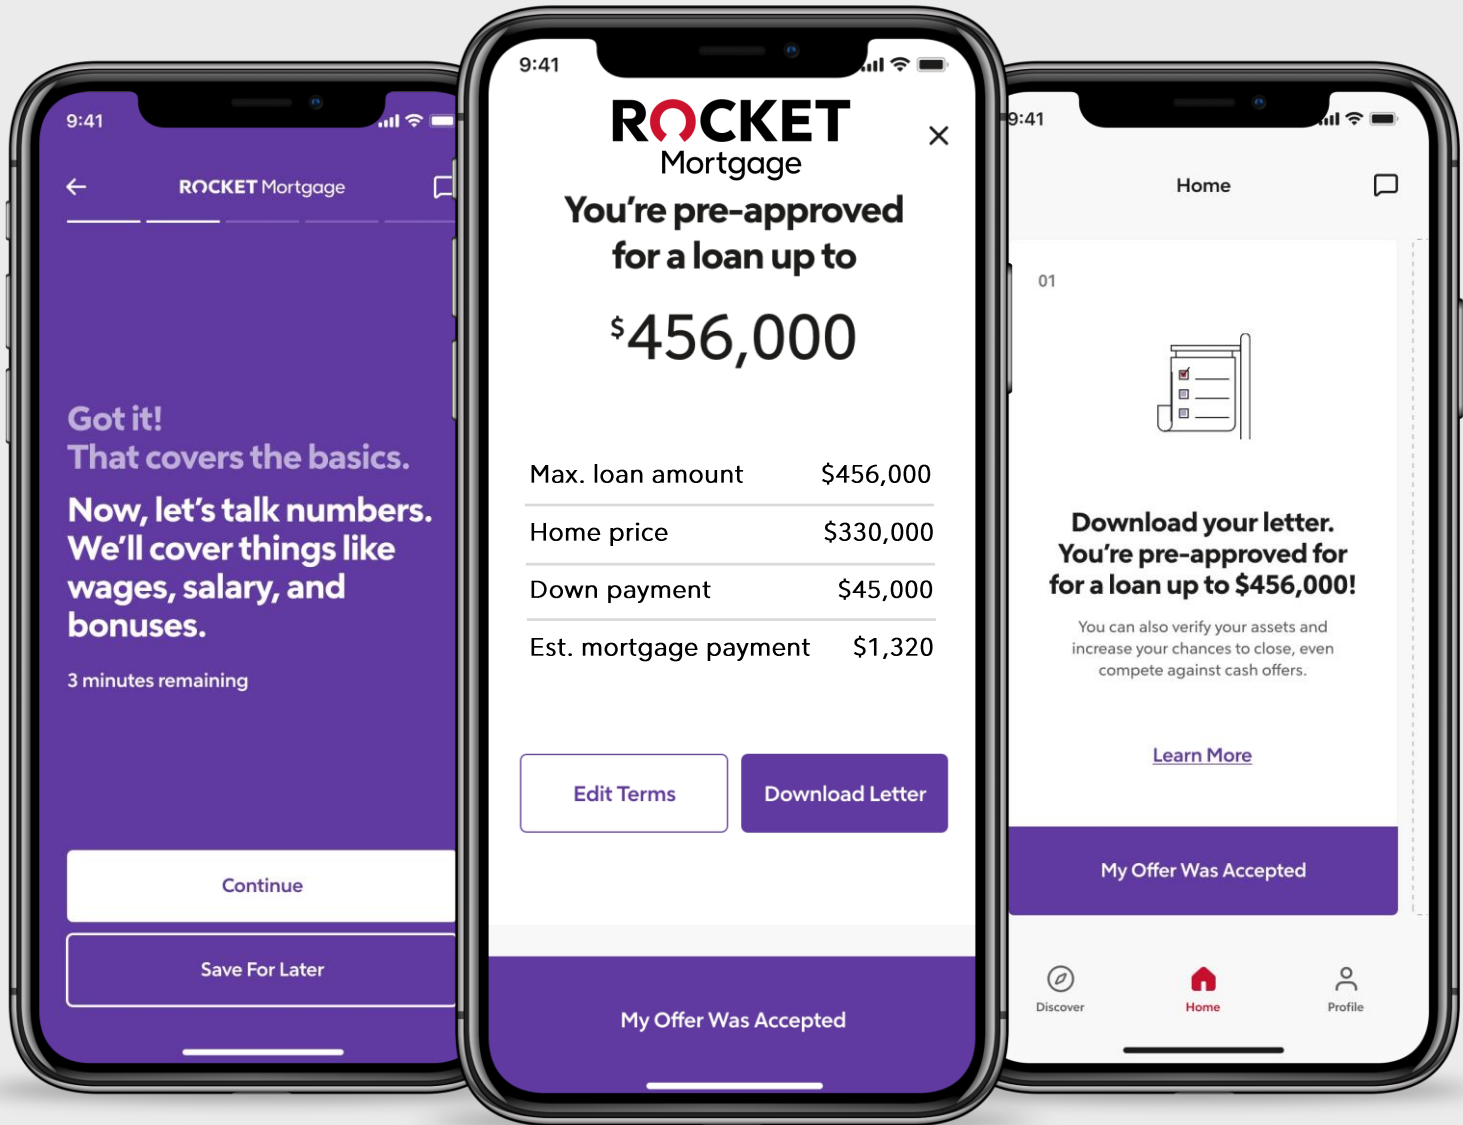 9:41
ROCKET Mortgage
Got it!
That covers the basics.
Now, let's talk numbers.
We'll cover things like
wages, salary, and
bonuses.
3 minutes remaining
Continue
Save For Later
9:41
ROCKET
Mortgage
You're pre-approved
for a loan up to
$456,000
Max. loan amount $456,000
Home price $330,000
Down payment $45,000
Est. mortgage payment $1,320
Edit Terms Download Letter
My Offer Was Accepted
9:41
Home
01
Download your letter.
You're pre-approved for
for a loan up to $456,000!
You can also verify your assets and
increase your chances to close, even
compete against cash offers.
Learn More
My Offer Was Accepted
Discover Home Profile